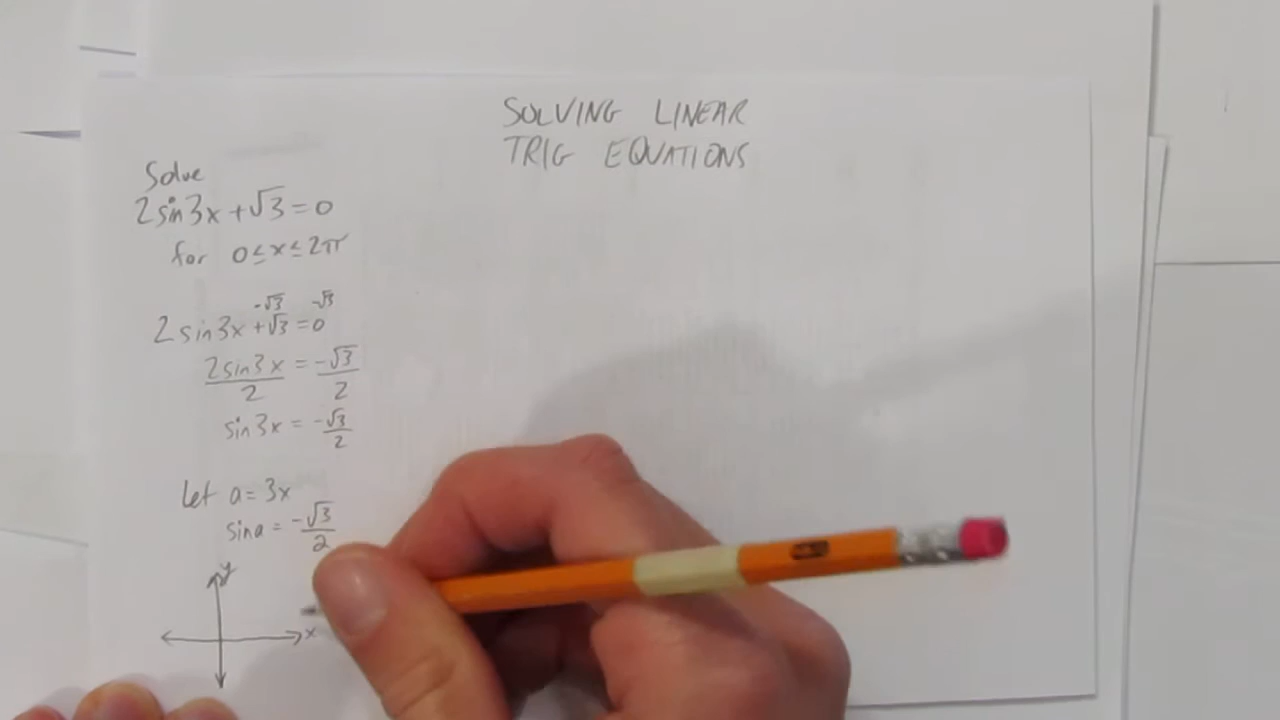 SOLVING LINEAR
TRIG EQUATIONS
Solve
2sin3x+√3=0
for 0≤x≤2π
-√3 -√3
2sin3x+√3=0
2sin3x/2 = -√3/2
sin3x = -√3/2
Let a=3x
sina = -√3/2
y
x